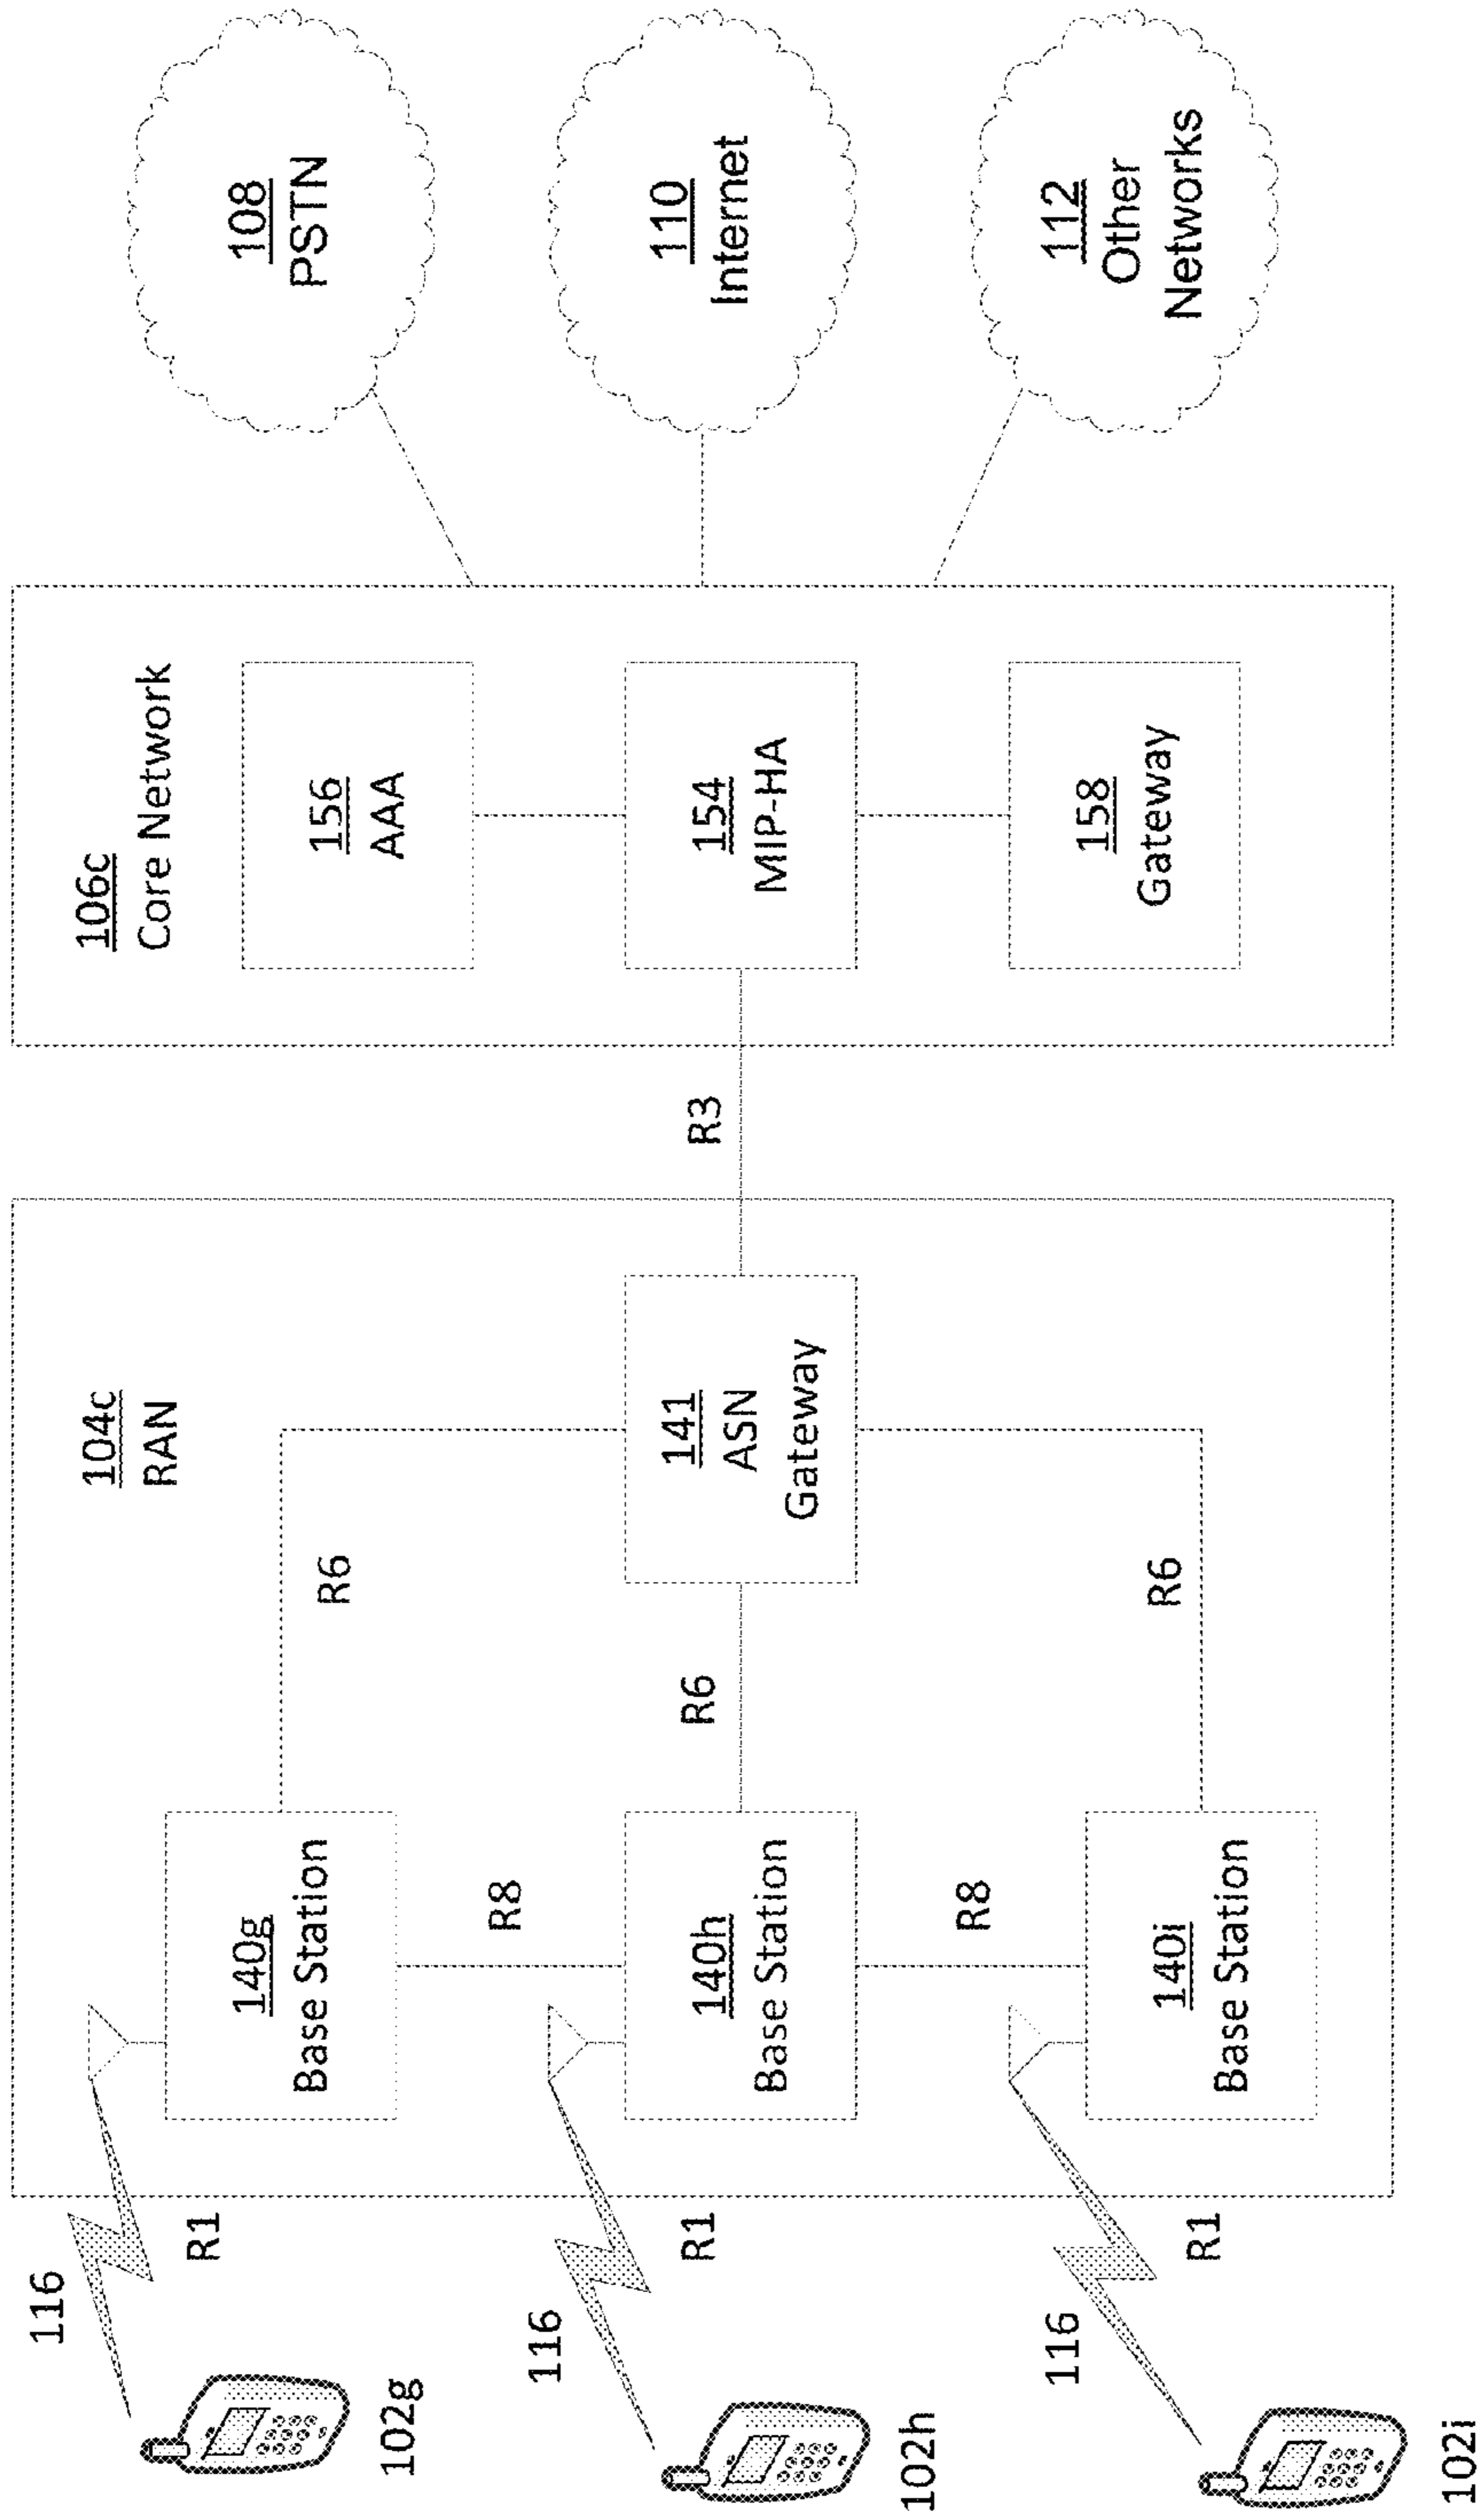 116
102g
R1
116
102h
R1
116
102i
R1
104c
RAN
140g
Base Station
R8
140h
Base Station
R8
140i
Base Station
R6
R6
R6
141
ASN
Gateway
R3
106c
Core Network
156
AAA
154
MIP-HA
158
Gateway
108
PSTN
110
Internet
112
Other
Networks